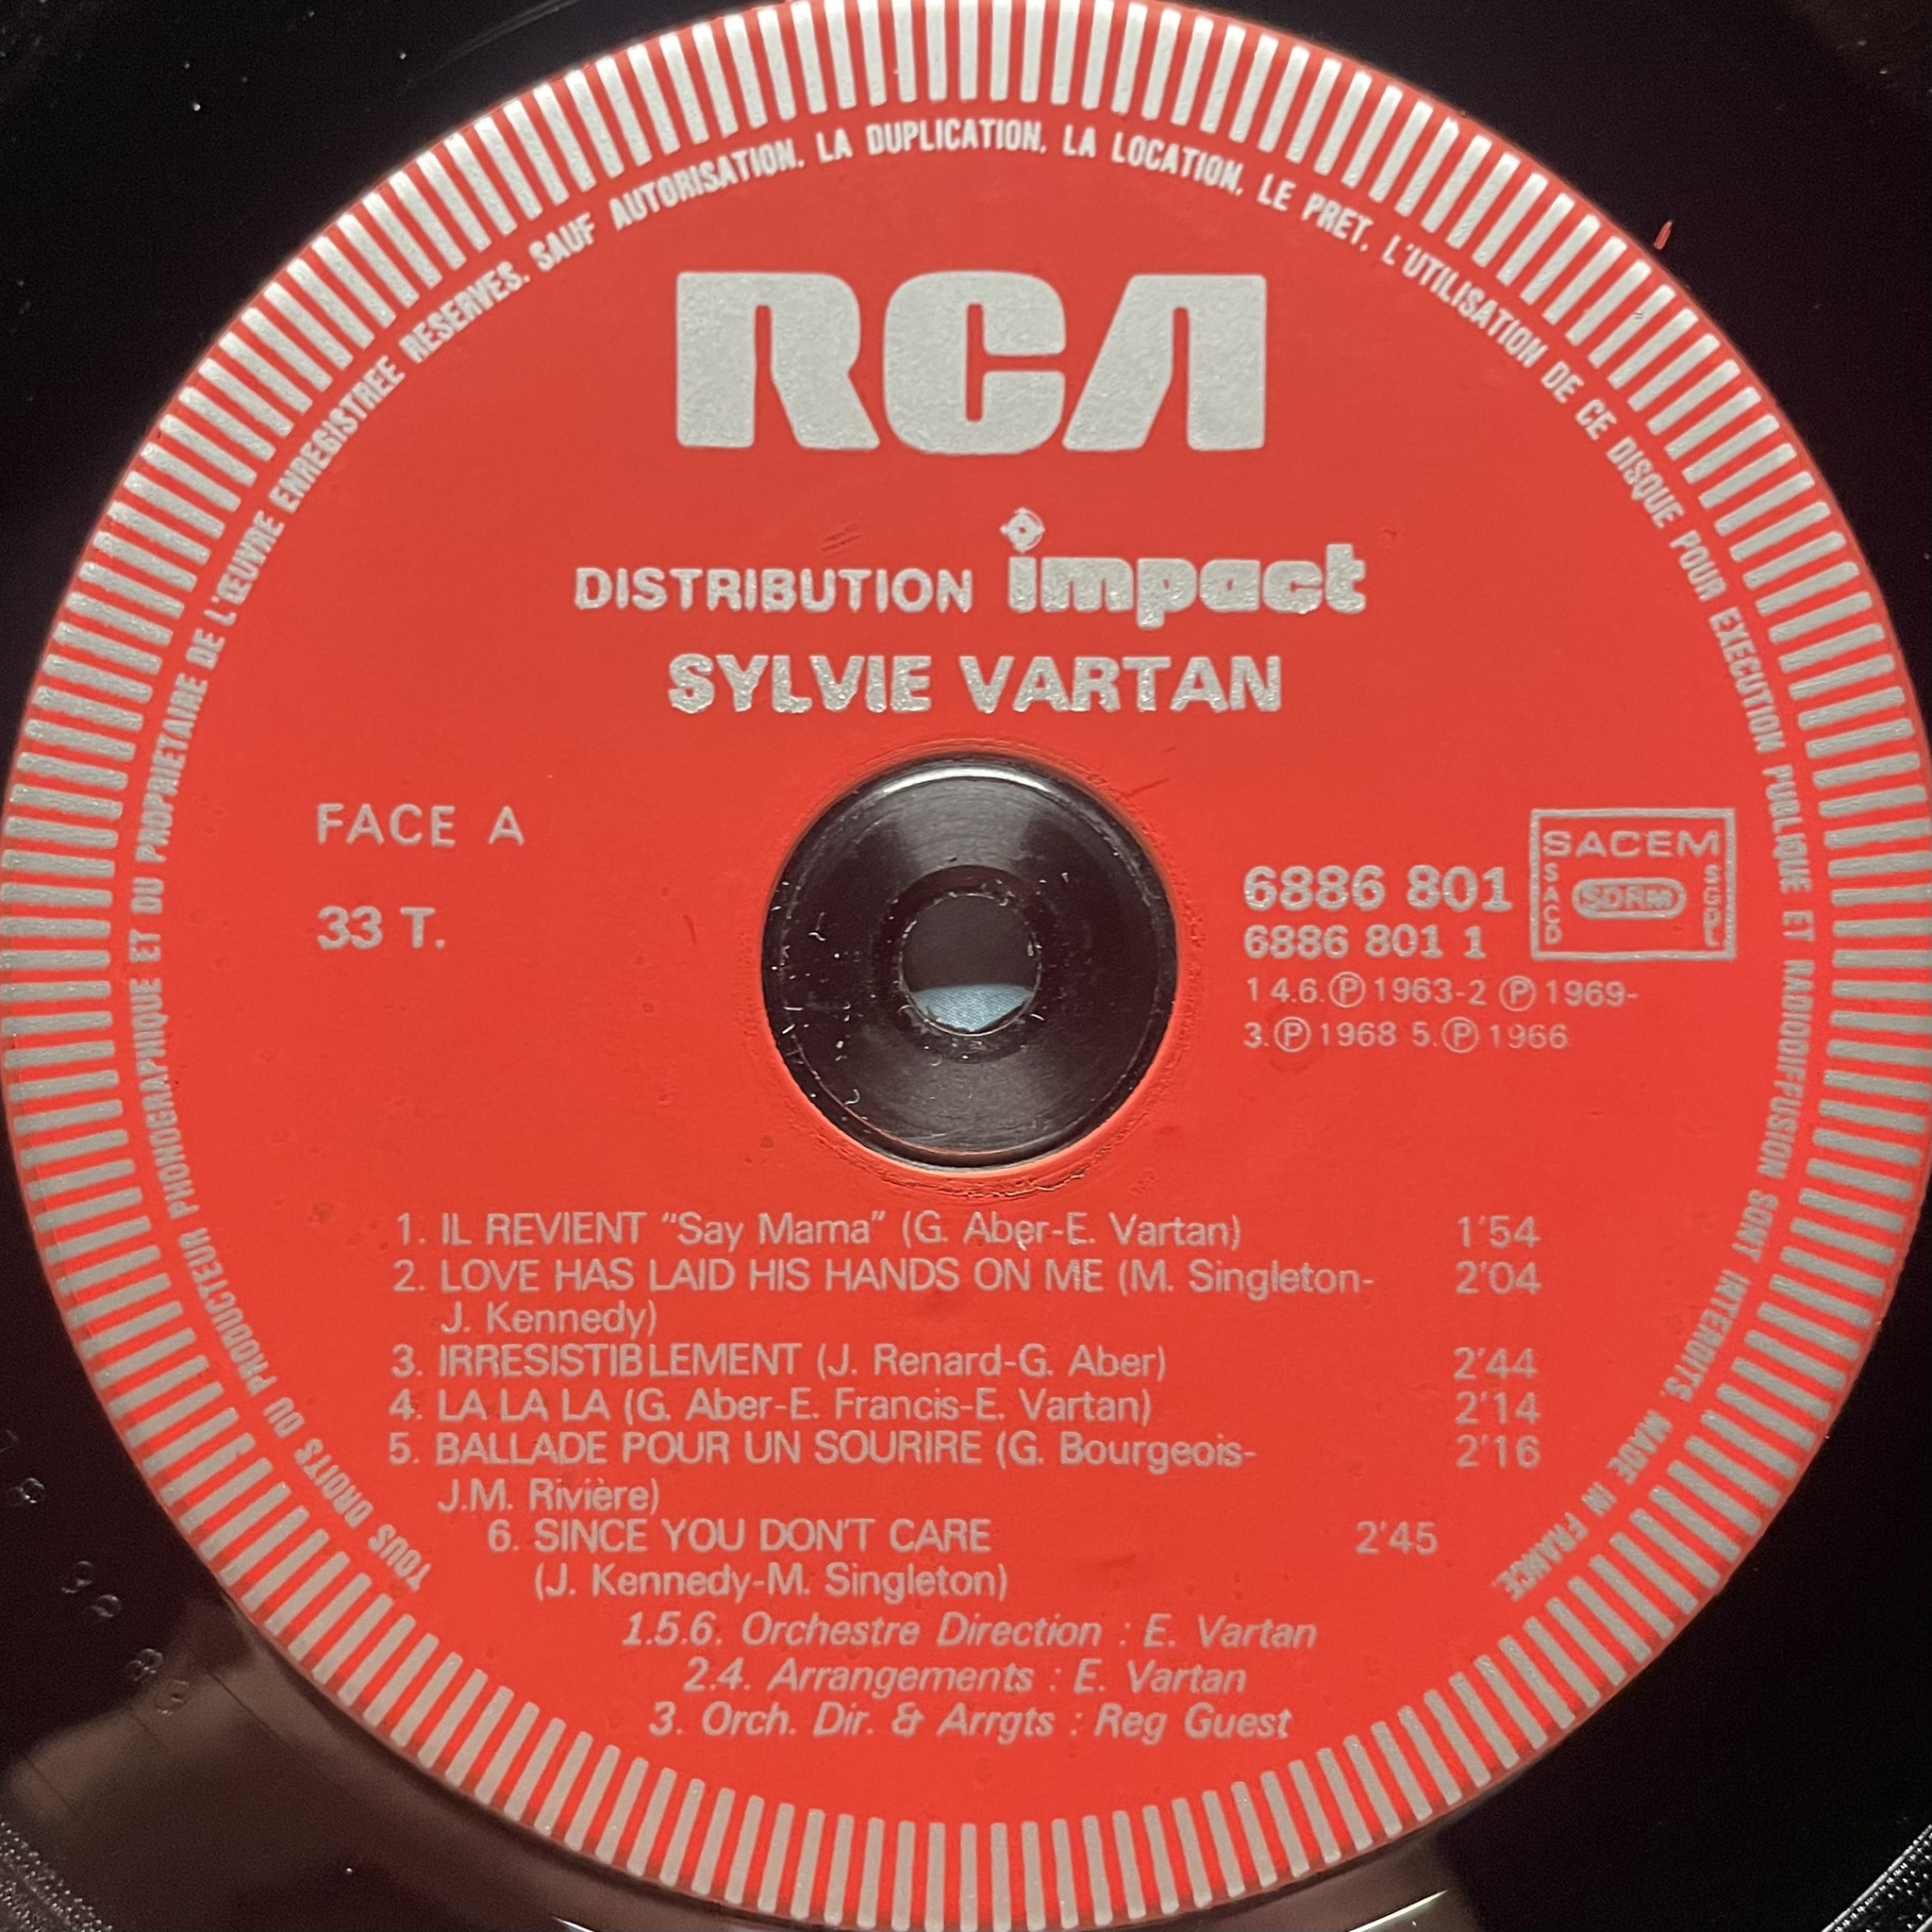 TOUS DROITS DU PRODUCTEUR PHONOGRAPHIQUE ET DU PROPRIETAIRE DE L'ŒUVRE ENREGISTREE RESERVES. SAUF AUTORISATION, LA DUPLICATION, LA LOCATION, LE PRET, L'UTILISATION DE CE DISQUE POUR EXECUTION PUBLIQUE ET RADIODIFFUSION SONT INTERDITS. MADE IN FRANCE.
RCA
DISTRIBUTION impact
SYLVIE VARTAN
FACE A
33 T.
6886 801
6886 801 1
SACEM
SACD
SDRM
SGDL
1 4.6.Ⓟ 1963-2 Ⓟ 1969-
3.Ⓟ 1968 5.Ⓟ 1966
1. IL REVIENT "Say Mama" (G. Aber-E. Vartan) 1'54
2. LOVE HAS LAID HIS HANDS ON ME (M. Singleton- 2'04
J. Kennedy)
3. IRRESISTIBLEMENT (J. Renard-G. Aber) 2'44
4. LA LA LA (G. Aber-E. Francis-E. Vartan) 2'14
5. BALLADE POUR UN SOURIRE (G. Bourgeois- 2'16
J.M. Rivière)
6. SINCE YOU DON'T CARE 2'45
(J. Kennedy-M. Singleton)
1.5.6. Orchestre Direction : E. Vartan
2.4. Arrangements : E. Vartan
3. Orch. Dir. & Arrgts : Reg Guest